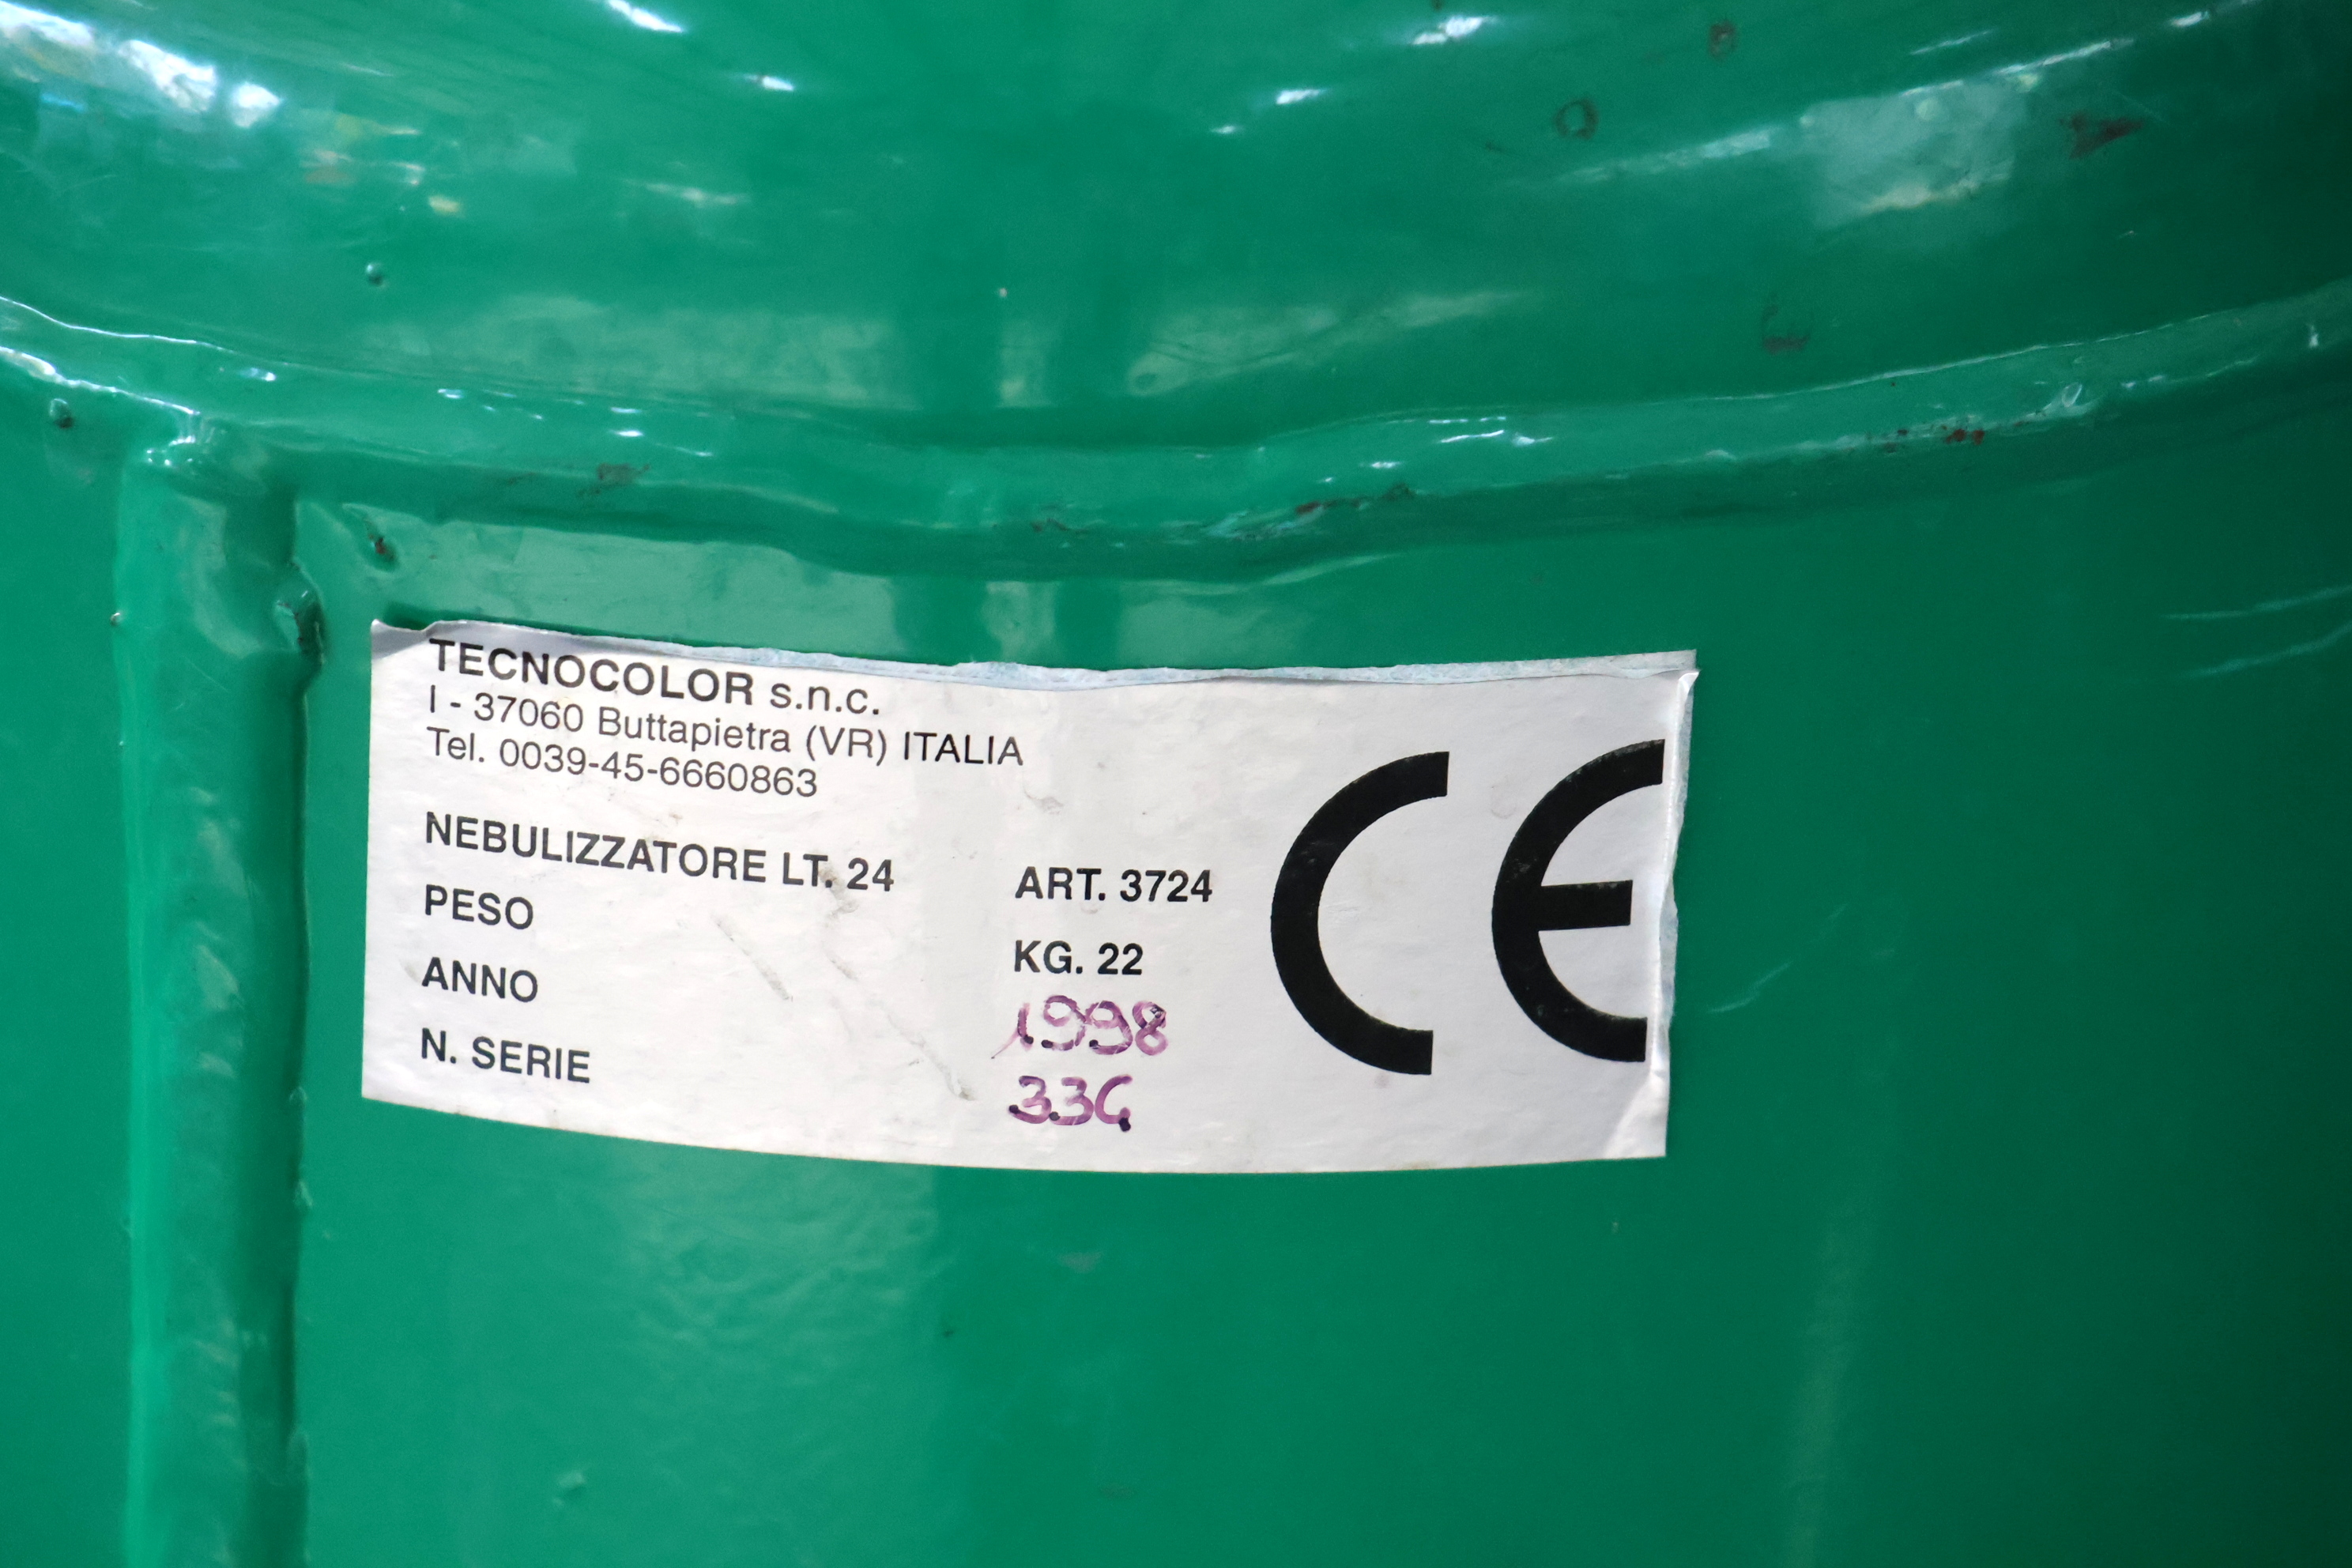 TECNOCOLOR s.n.c.
I - 37060 Buttapietra (VR) ITALIA
Tel. 0039-45-6660863
NEBULIZZATORE LT. 24 ART. 3724
PESO KG. 22
ANNO 1998
N. SERIE
CE